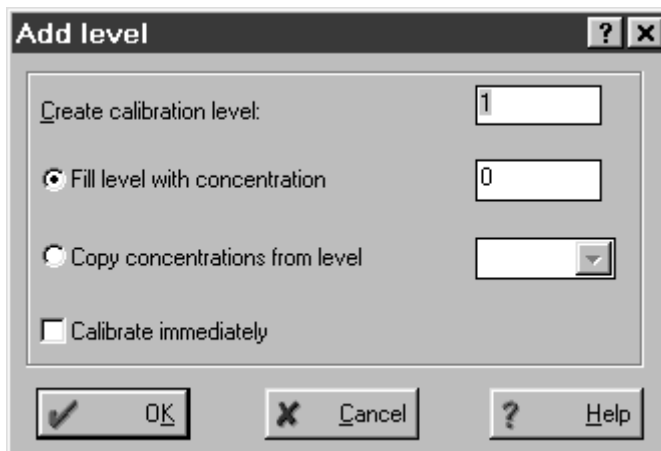 Add level
Create calibration level: 1
Fill level with concentration 0
Copy concentrations from level
Calibrate immediately
OK Cancel Help